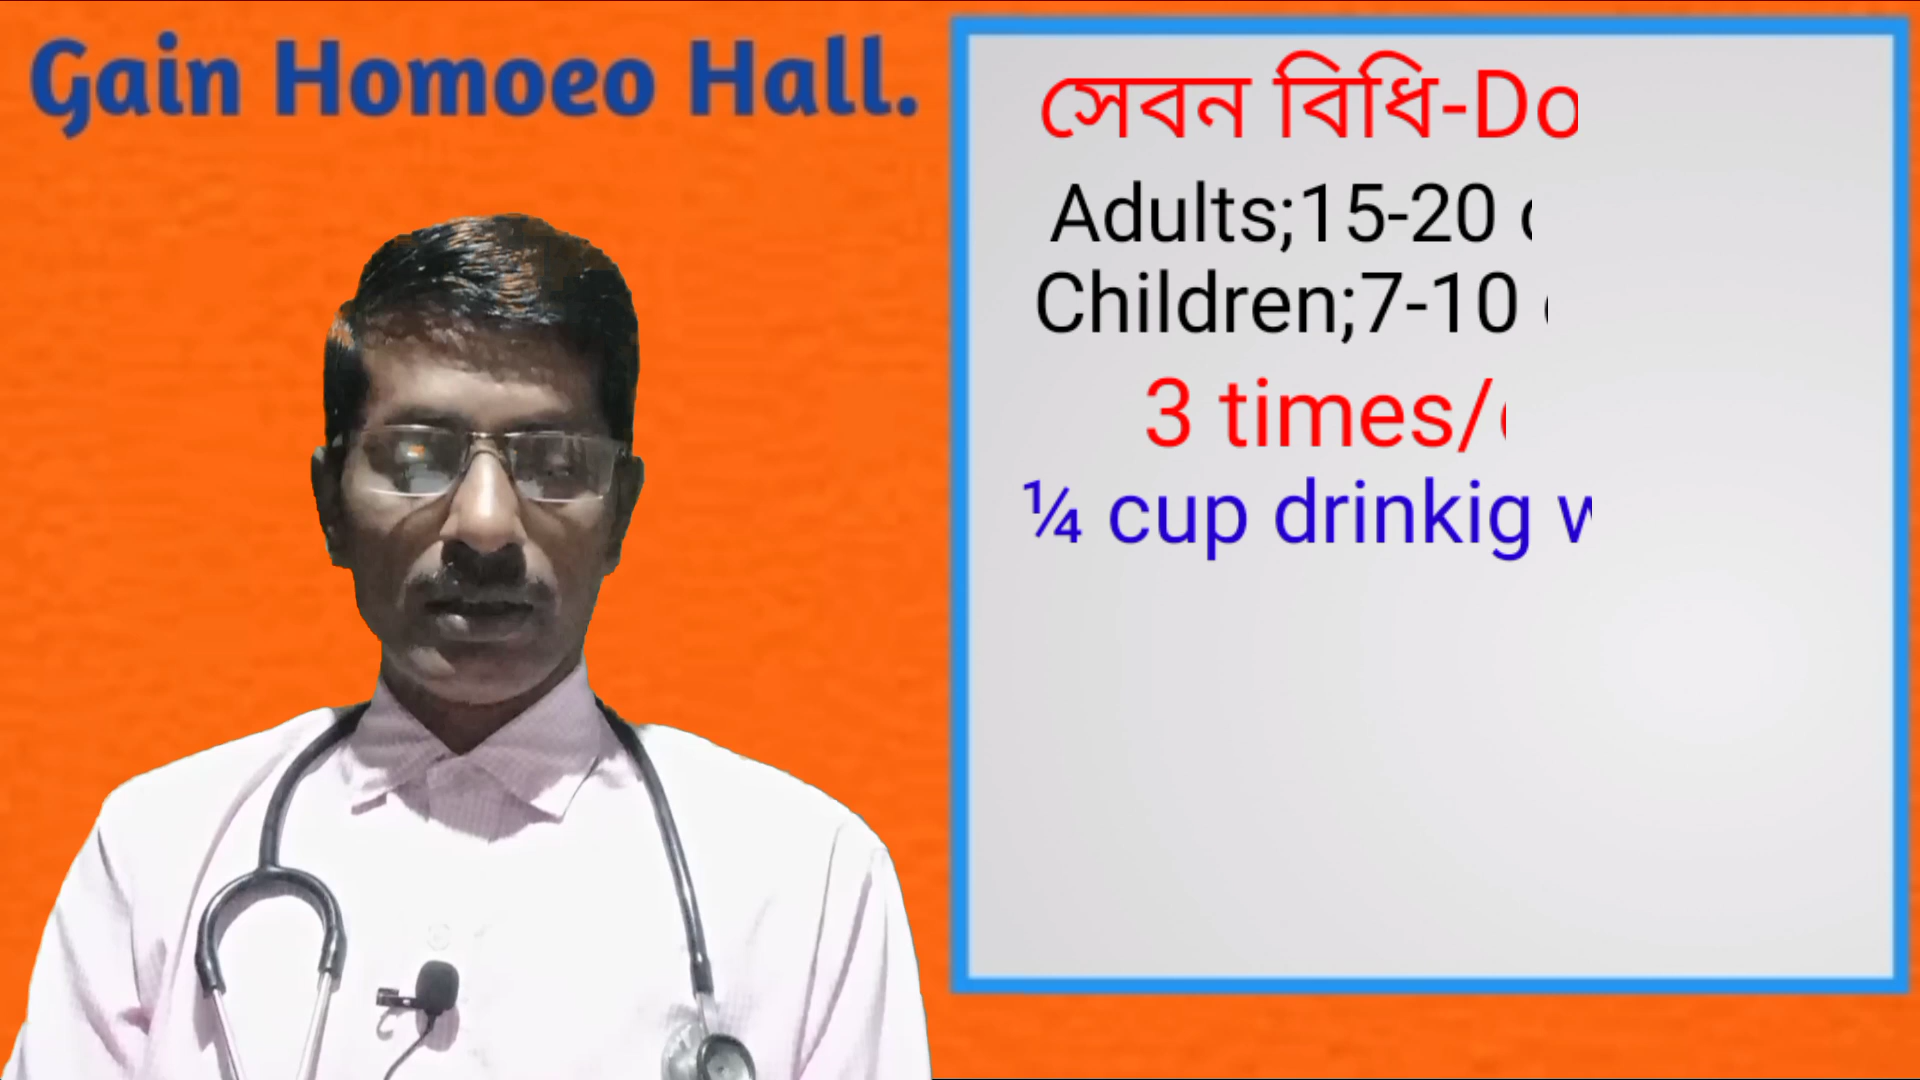 Gain Homoeo Hall.
সেবন বিধি-Do
Adults;15-20
Children;7-10
3 times/
¼ cup drinkig